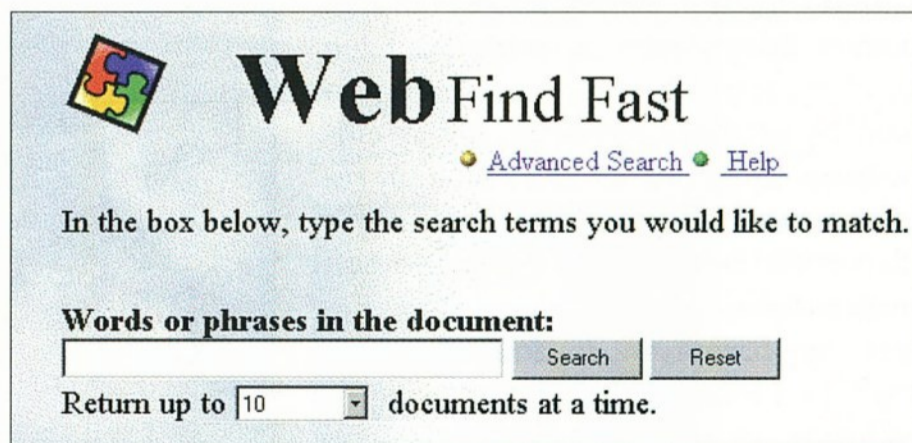 Web Find Fast
Advanced Search Help
In the box below, type the search terms you would like to match.
Words or phrases in the document:
Search Reset
Return up to 10 documents at a time.